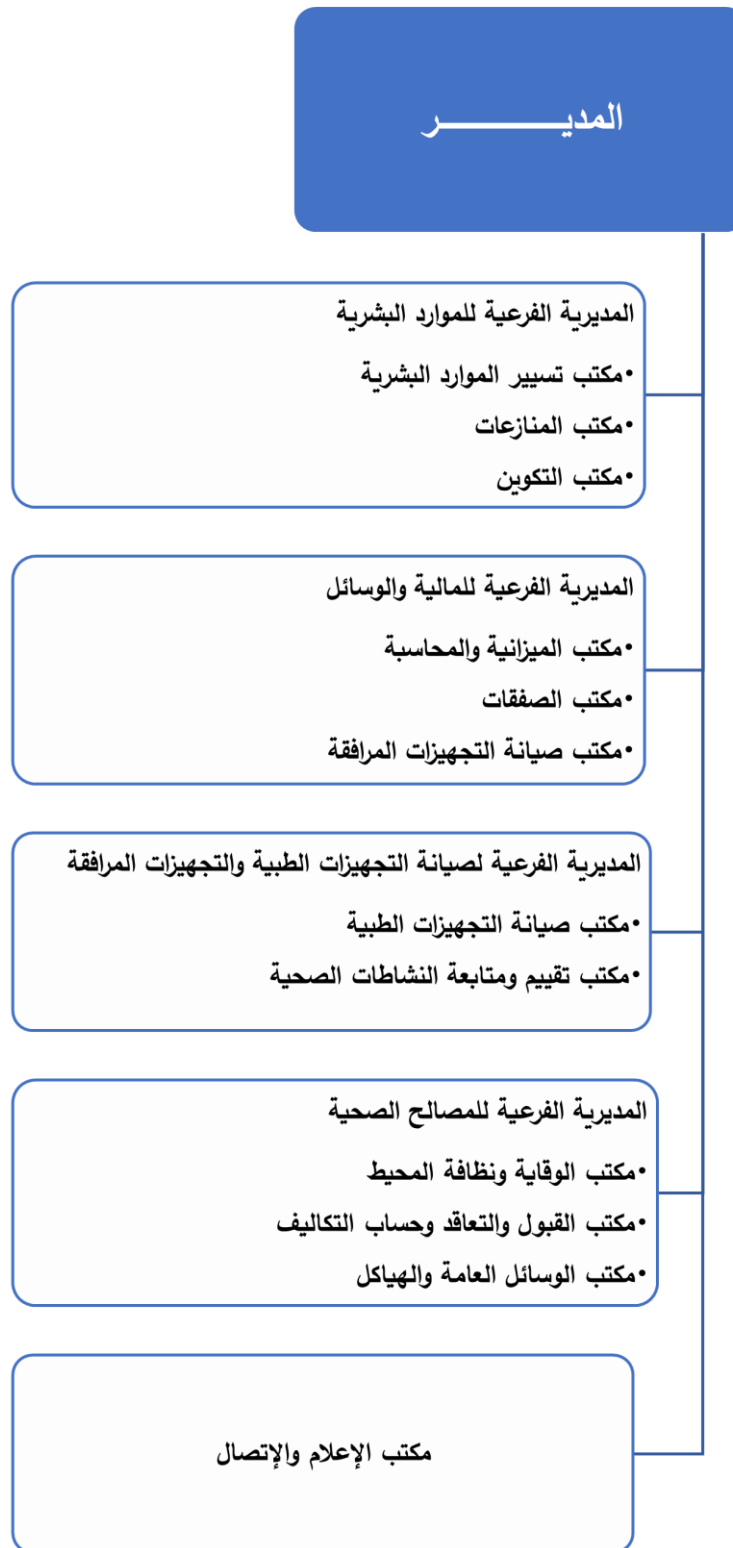 المديـــــــــــــر
المديرية الفرعية للموارد البشرية
•مكتب تسيير الموارد البشرية
•مكتب المنازعات
•مكتب التكوين
المديرية الفرعية للمالية والوسائل
•مكتب الميزانية والمحاسبة
•مكتب الصفقات
•مكتب صيانة التجهيزات المرافقة
المديرية الفرعية لصيانة التجهيزات الطبية والتجهيزات المرافقة
•مكتب صيانة التجهيزات الطبية
•مكتب تقييم ومتابعة النشاطات الصحية
المديرية الفرعية للمصالح الصحية
•مكتب الوقاية ونظافة المحيط
•مكتب القبول والتعاقد وحساب التكاليف
•مكتب الوسائل العامة والهياكل
مكتب الإعلام والإتصال